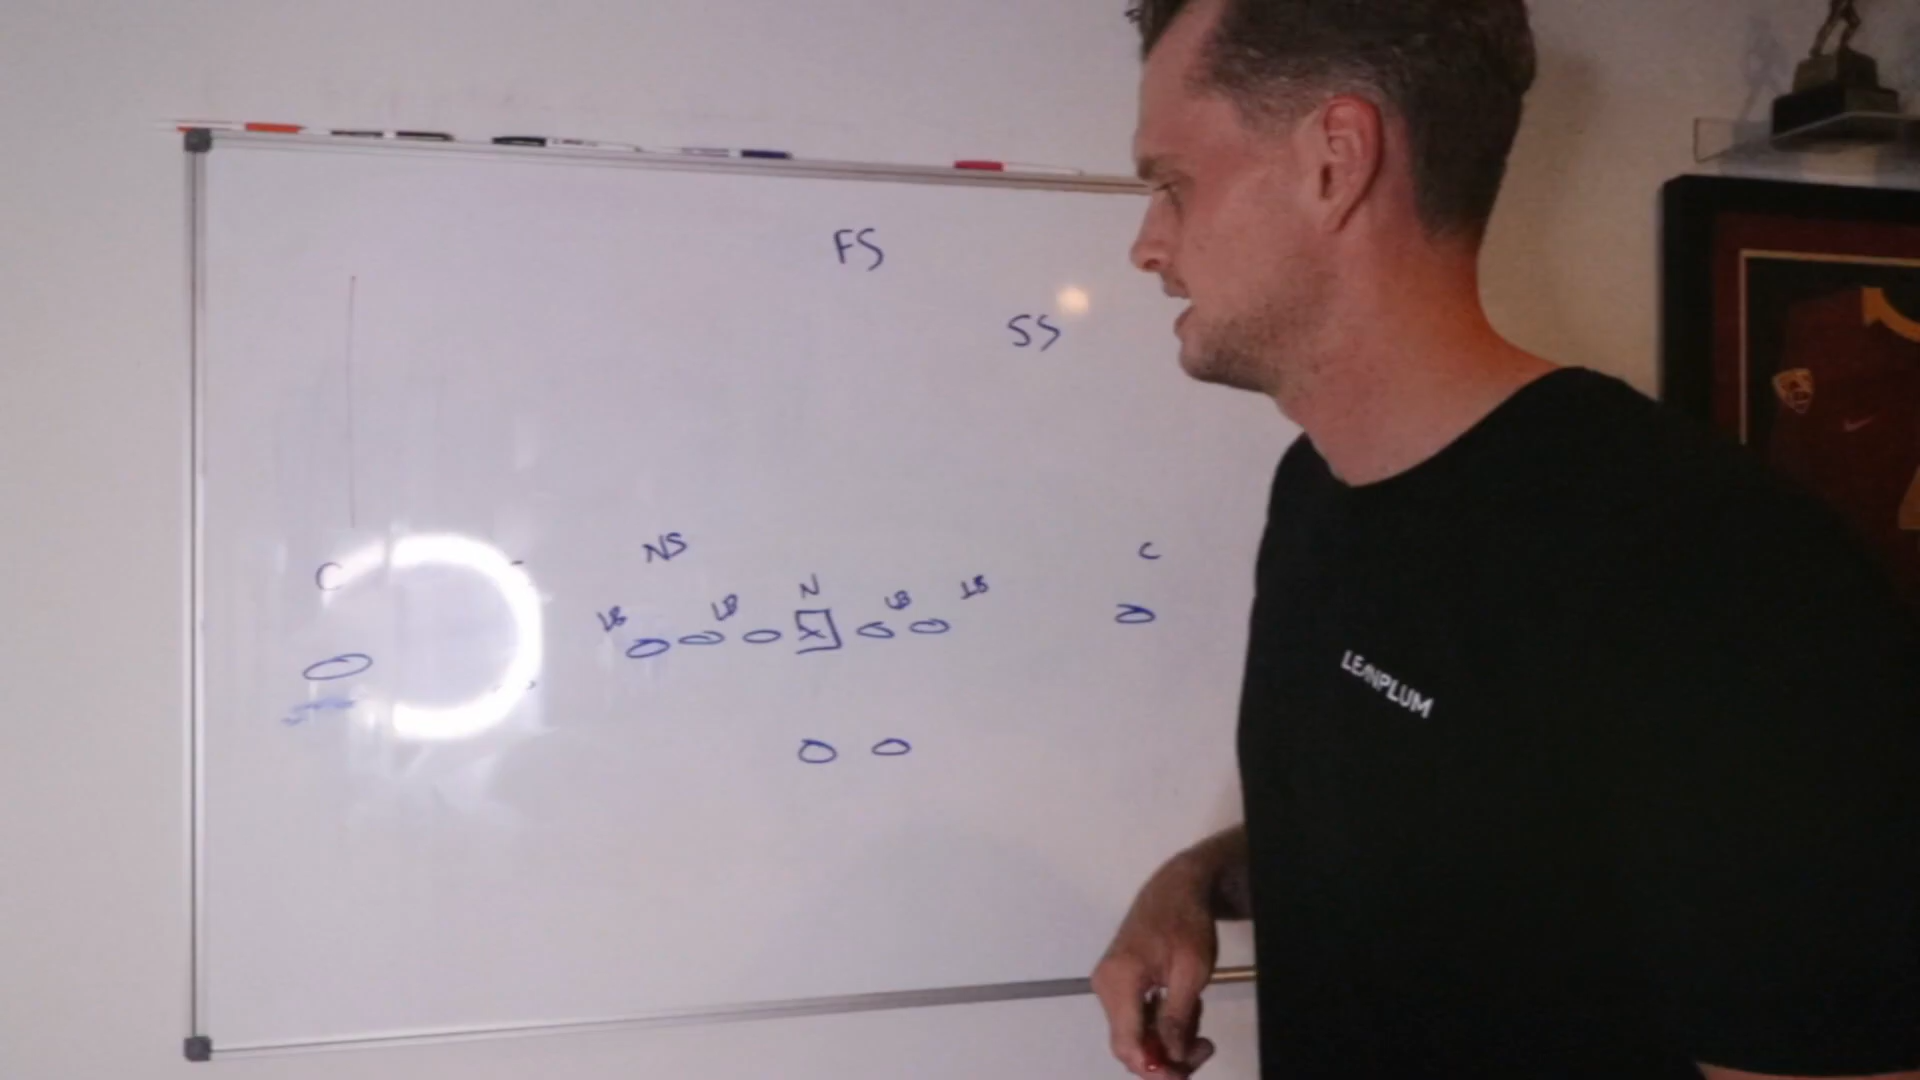 FS
SS
C NS C
LB LB N LB LB
X
LEANPLUM